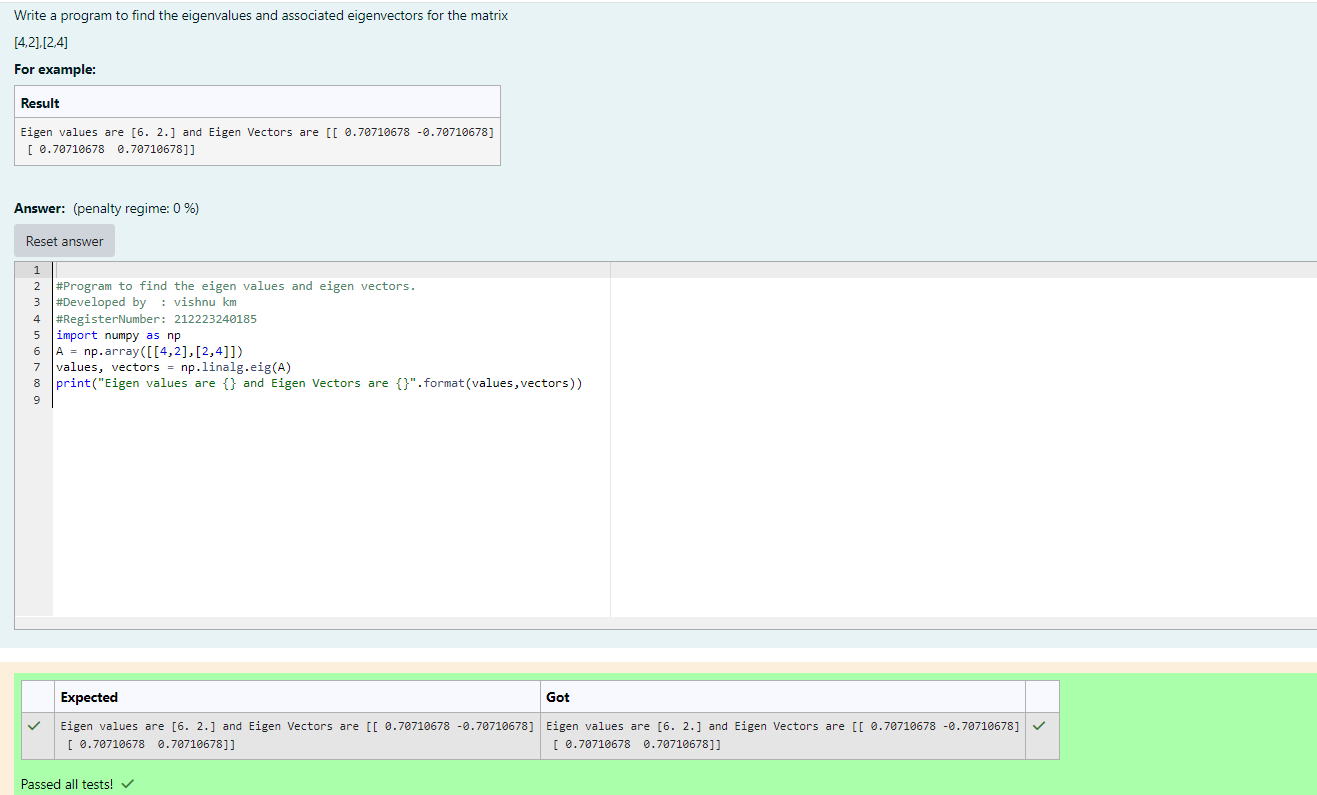 Write a program to find the eigenvalues and associated eigenvectors for the matrix
[4,2],[2,4]
For example:
Result
Eigen values are [6. 2.] and Eigen Vectors are [[ 0.70710678 -0.70710678]
[ 0.70710678  0.70710678]]
Answer: (penalty regime: 0 %)
Reset answer
1
2 #Program to find the eigen values and eigen vectors.
3 #Developed by  : vishnu km
4 #RegisterNumber: 212223240185
5 import numpy as np
6 A = np.array([[4,2],[2,4]])
7 values, vectors = np.linalg.eig(A)
8 print("Eigen values are {} and Eigen Vectors are {}".format(values,vectors))
9
Expected Got
✓ Eigen values are [6. 2.] and Eigen Vectors are [[ 0.70710678 -0.70710678] Eigen values are [6. 2.] and Eigen Vectors are [[ 0.70710678 -0.70710678] ✓
[ 0.70710678  0.70710678]] [ 0.70710678  0.70710678]]
Passed all tests! ✓